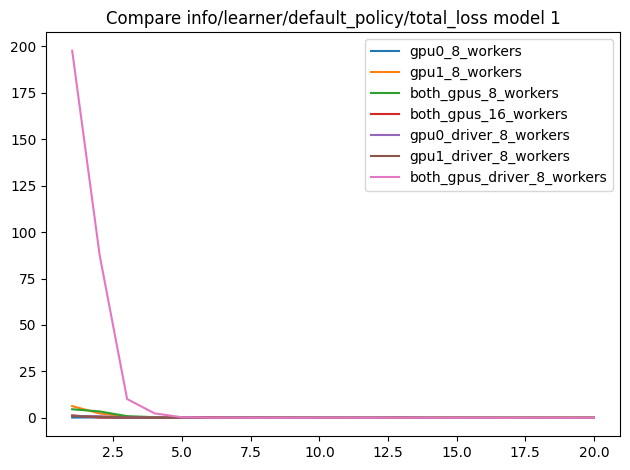 Compare info/learner/default_policy/total_loss model 1
200
175
150
125
100
75
50
25
0
gpu0_8_workers
gpu1_8_workers
both_gpus_8_workers
both_gpus_16_workers
gpu0_driver_8_workers
gpu1_driver_8_workers
both_gpus_driver_8_workers
2.5 5.0 7.5 10.0 12.5 15.0 17.5 20.0